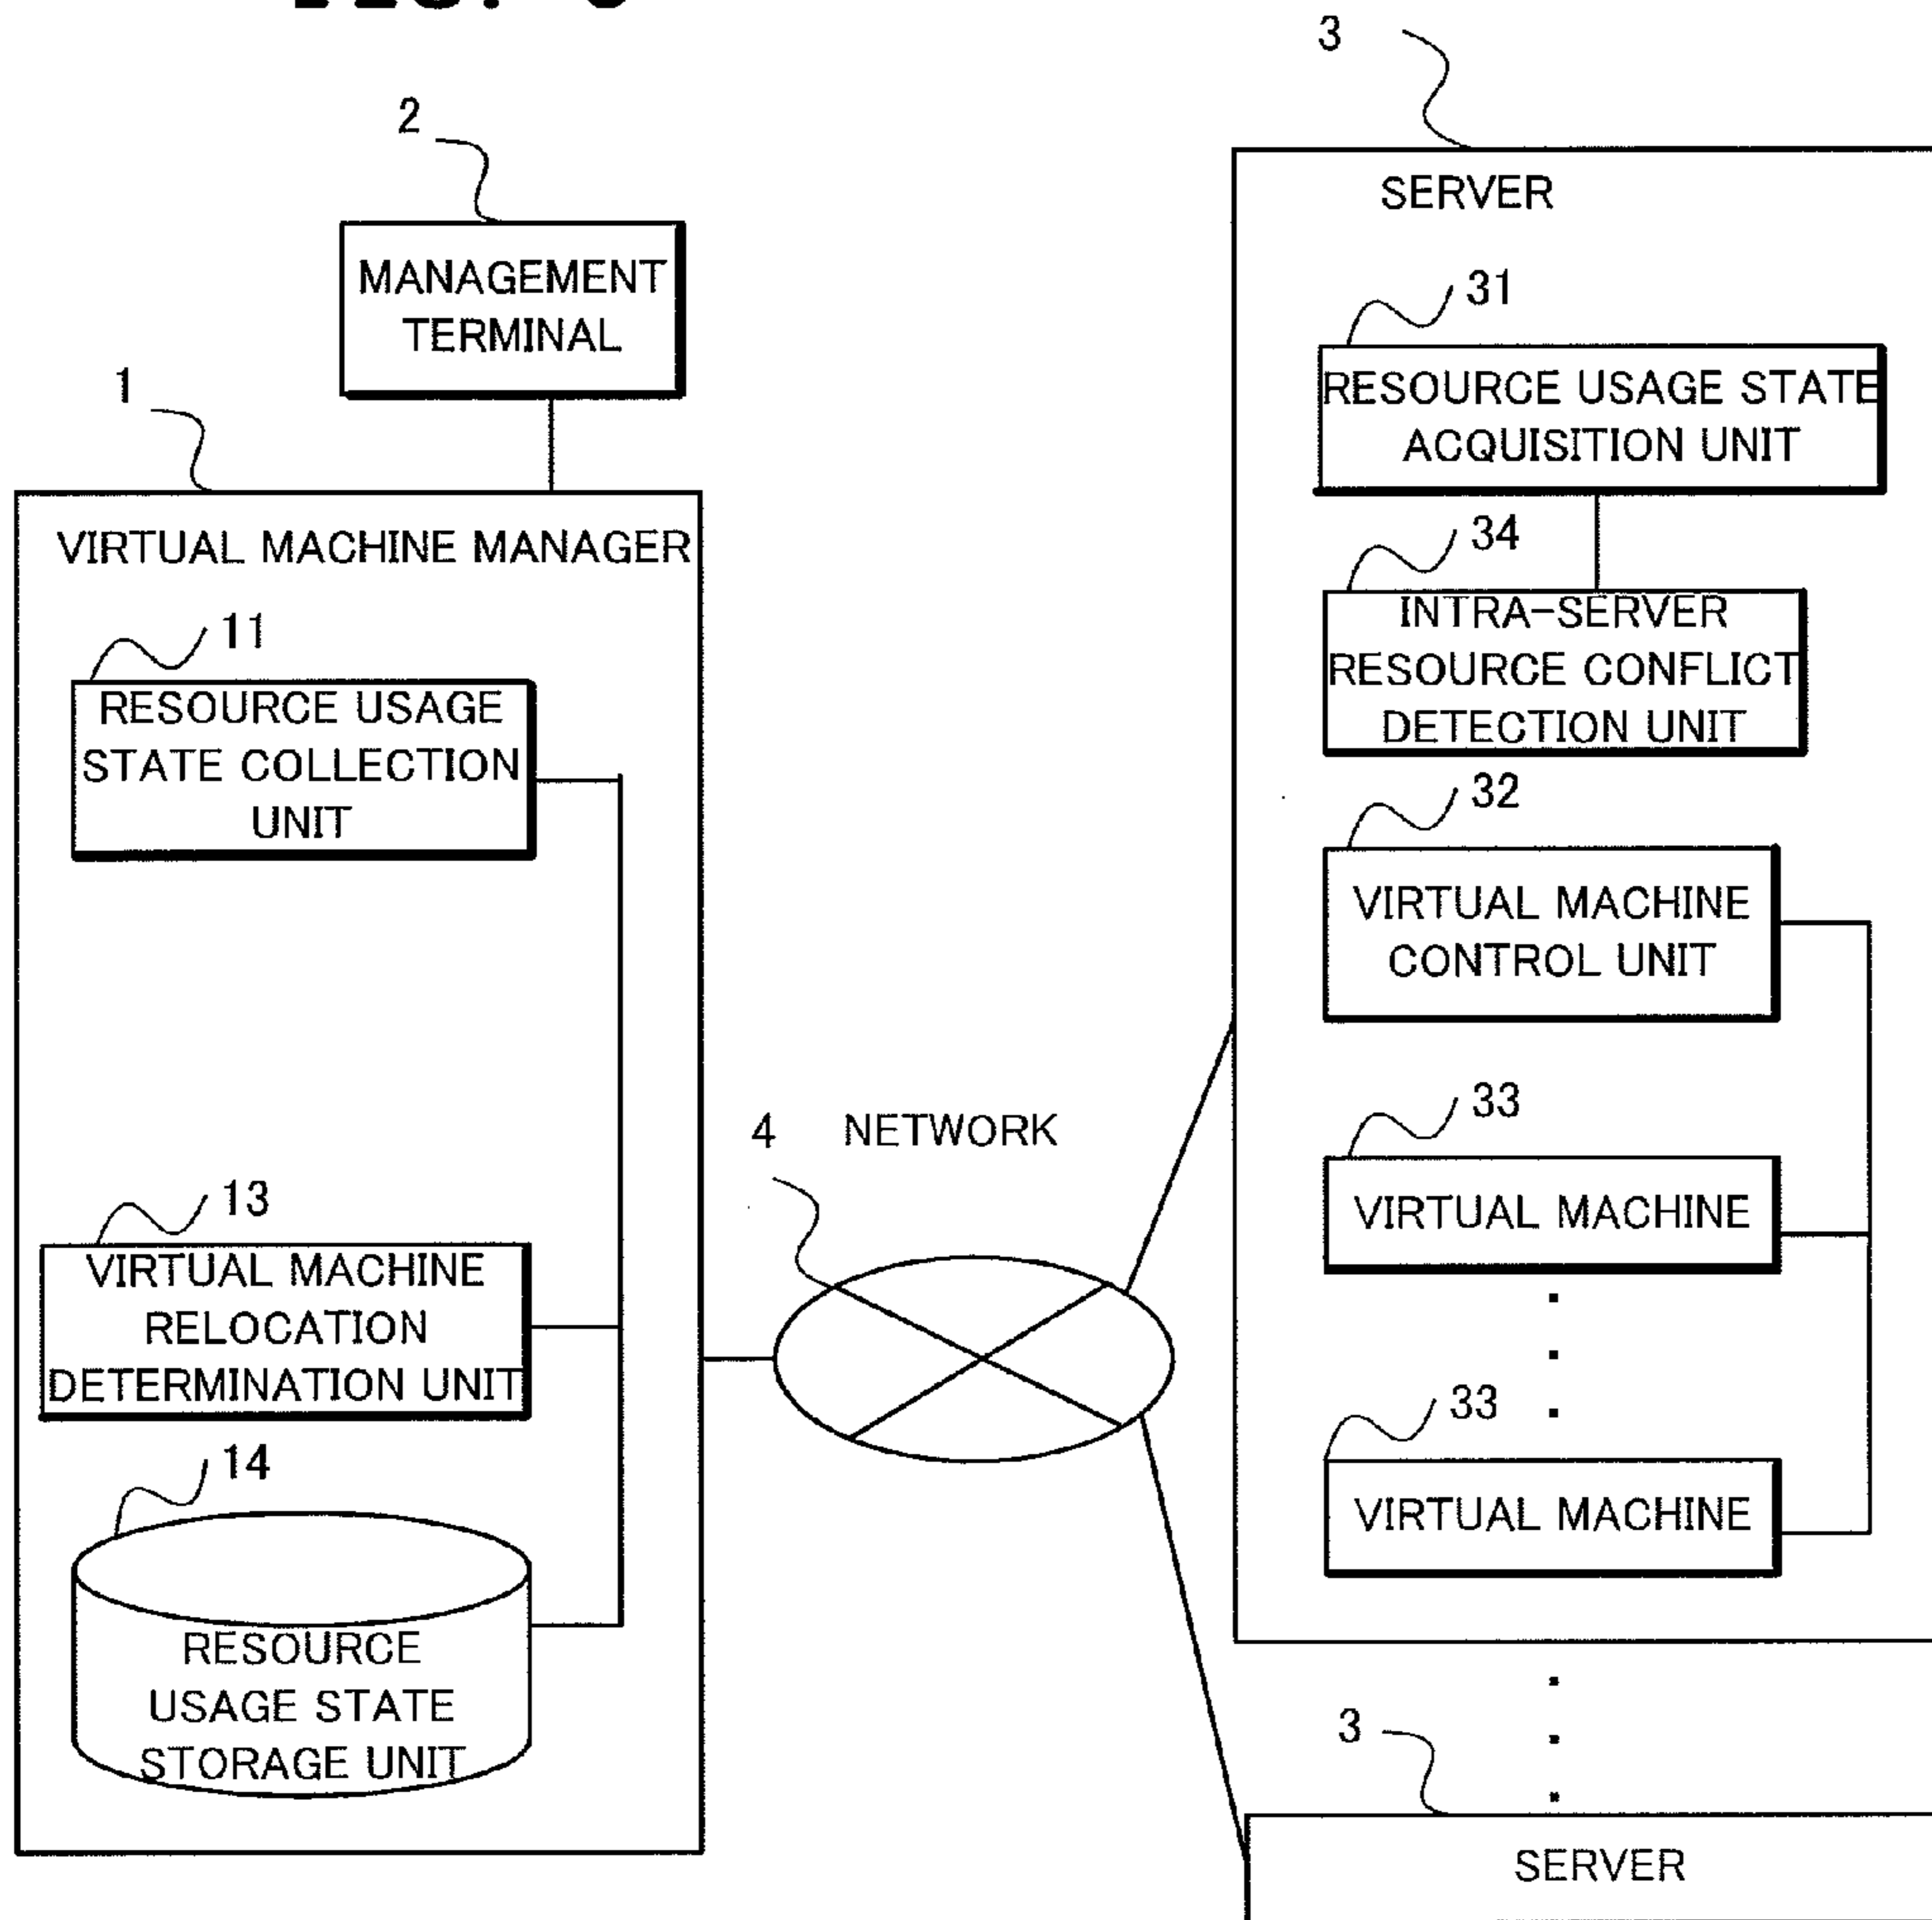 3
2
SERVER
MANAGEMENT
TERMINAL
31
1
RESOURCE USAGE STATE
ACQUISITION UNIT
VIRTUAL MACHINE MANAGER
34
INTRA-SERVER
RESOURCE CONFLICT
DETECTION UNIT
11
RESOURCE USAGE
STATE COLLECTION
UNIT
32
VIRTUAL MACHINE
CONTROL UNIT
4 NETWORK
33
VIRTUAL MACHINE
13
VIRTUAL MACHINE
RELOCATION
DETERMINATION UNIT
33
VIRTUAL MACHINE
14
RESOURCE
USAGE STATE
STORAGE UNIT
3
SERVER